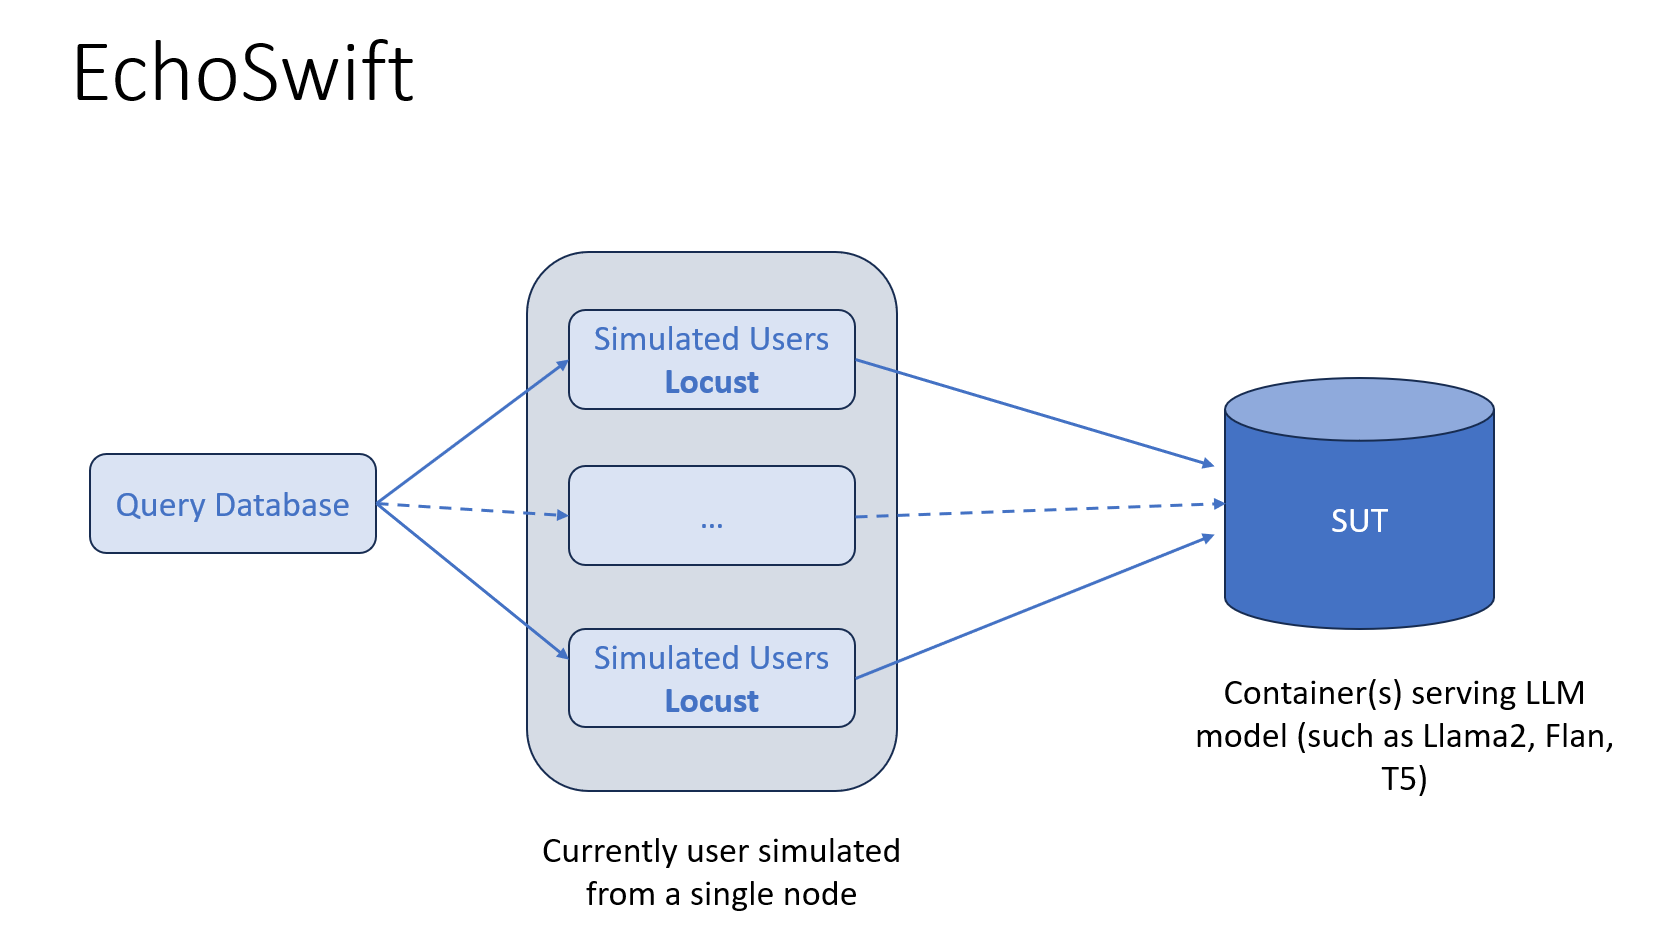 EchoSwift
Simulated Users
Locust
Query Database
...
SUT
Simulated Users
Locust
Container(s) serving LLM
model (such as Llama2, Flan,
T5)
Currently user simulated
from a single node